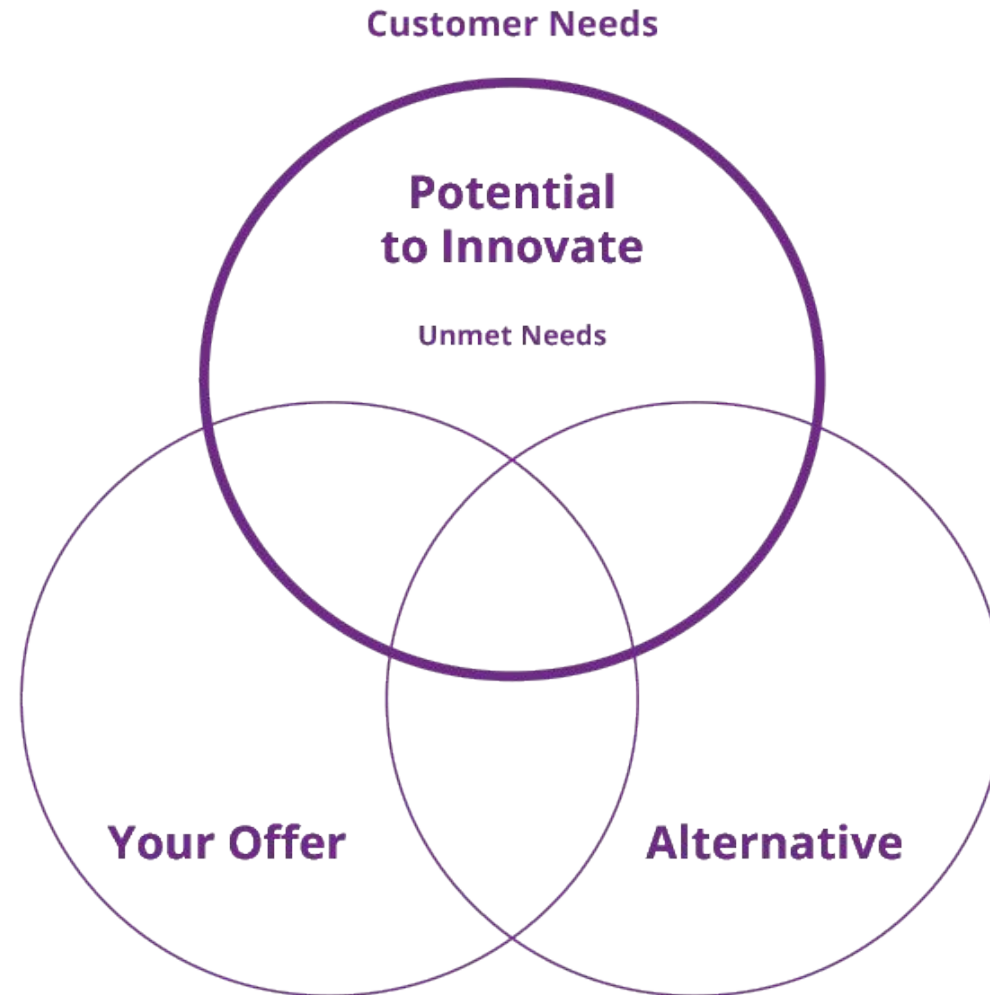 Customer Needs
Potential
to Innovate
Unmet Needs
Your Offer
Alternative